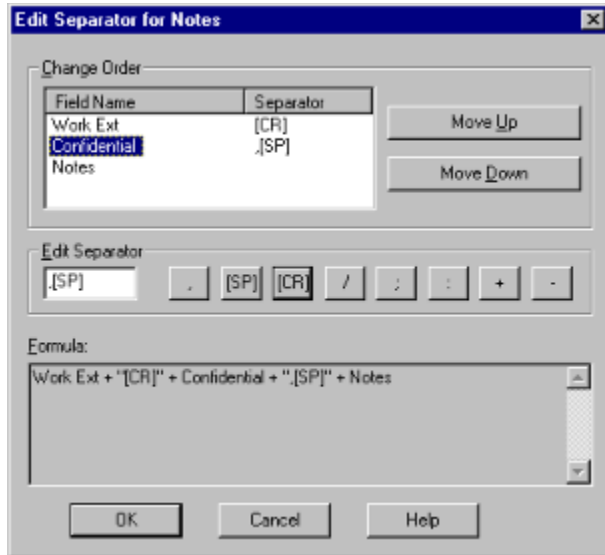 Edit Separator for Notes
Change Order
Field Name Separator
Work Ext [CR]
Confidential ,[SP]
Notes
Move Up
Move Down
Edit Separator
,[SP] , [SP] [CR] / ; : + -
Formula:
Work Ext + "[CR]" + Confidential + ",[SP]" + Notes
OK Cancel Help